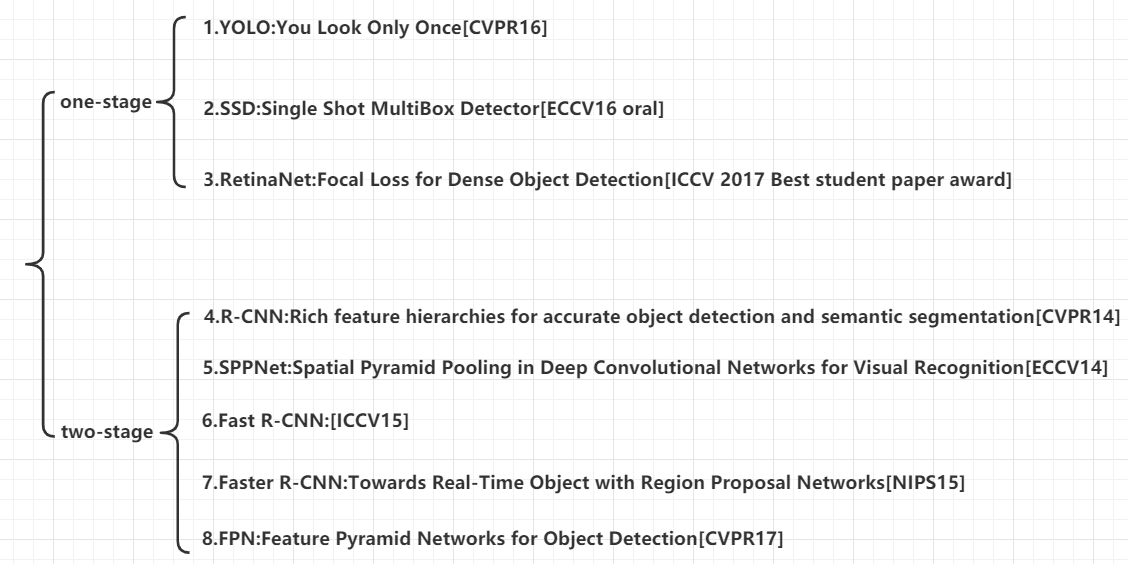 one-stage
1.YOLO:You Look Only Once[CVPR16]
2.SSD:Single Shot MultiBox Detector[ECCV16 oral]
3.RetinaNet:Focal Loss for Dense Object Detection[ICCV 2017 Best student paper award]
two-stage
4.R-CNN:Rich feature hierarchies for accurate object detection and semantic segmentation[CVPR14]
5.SPPNet:Spatial Pyramid Pooling in Deep Convolutional Networks for Visual Recognition[ECCV14]
6.Fast R-CNN:[ICCV15]
7.Faster R-CNN:Towards Real-Time Object with Region Proposal Networks[NIPS15]
8.FPN:Feature Pyramid Networks for Object Detection[CVPR17]